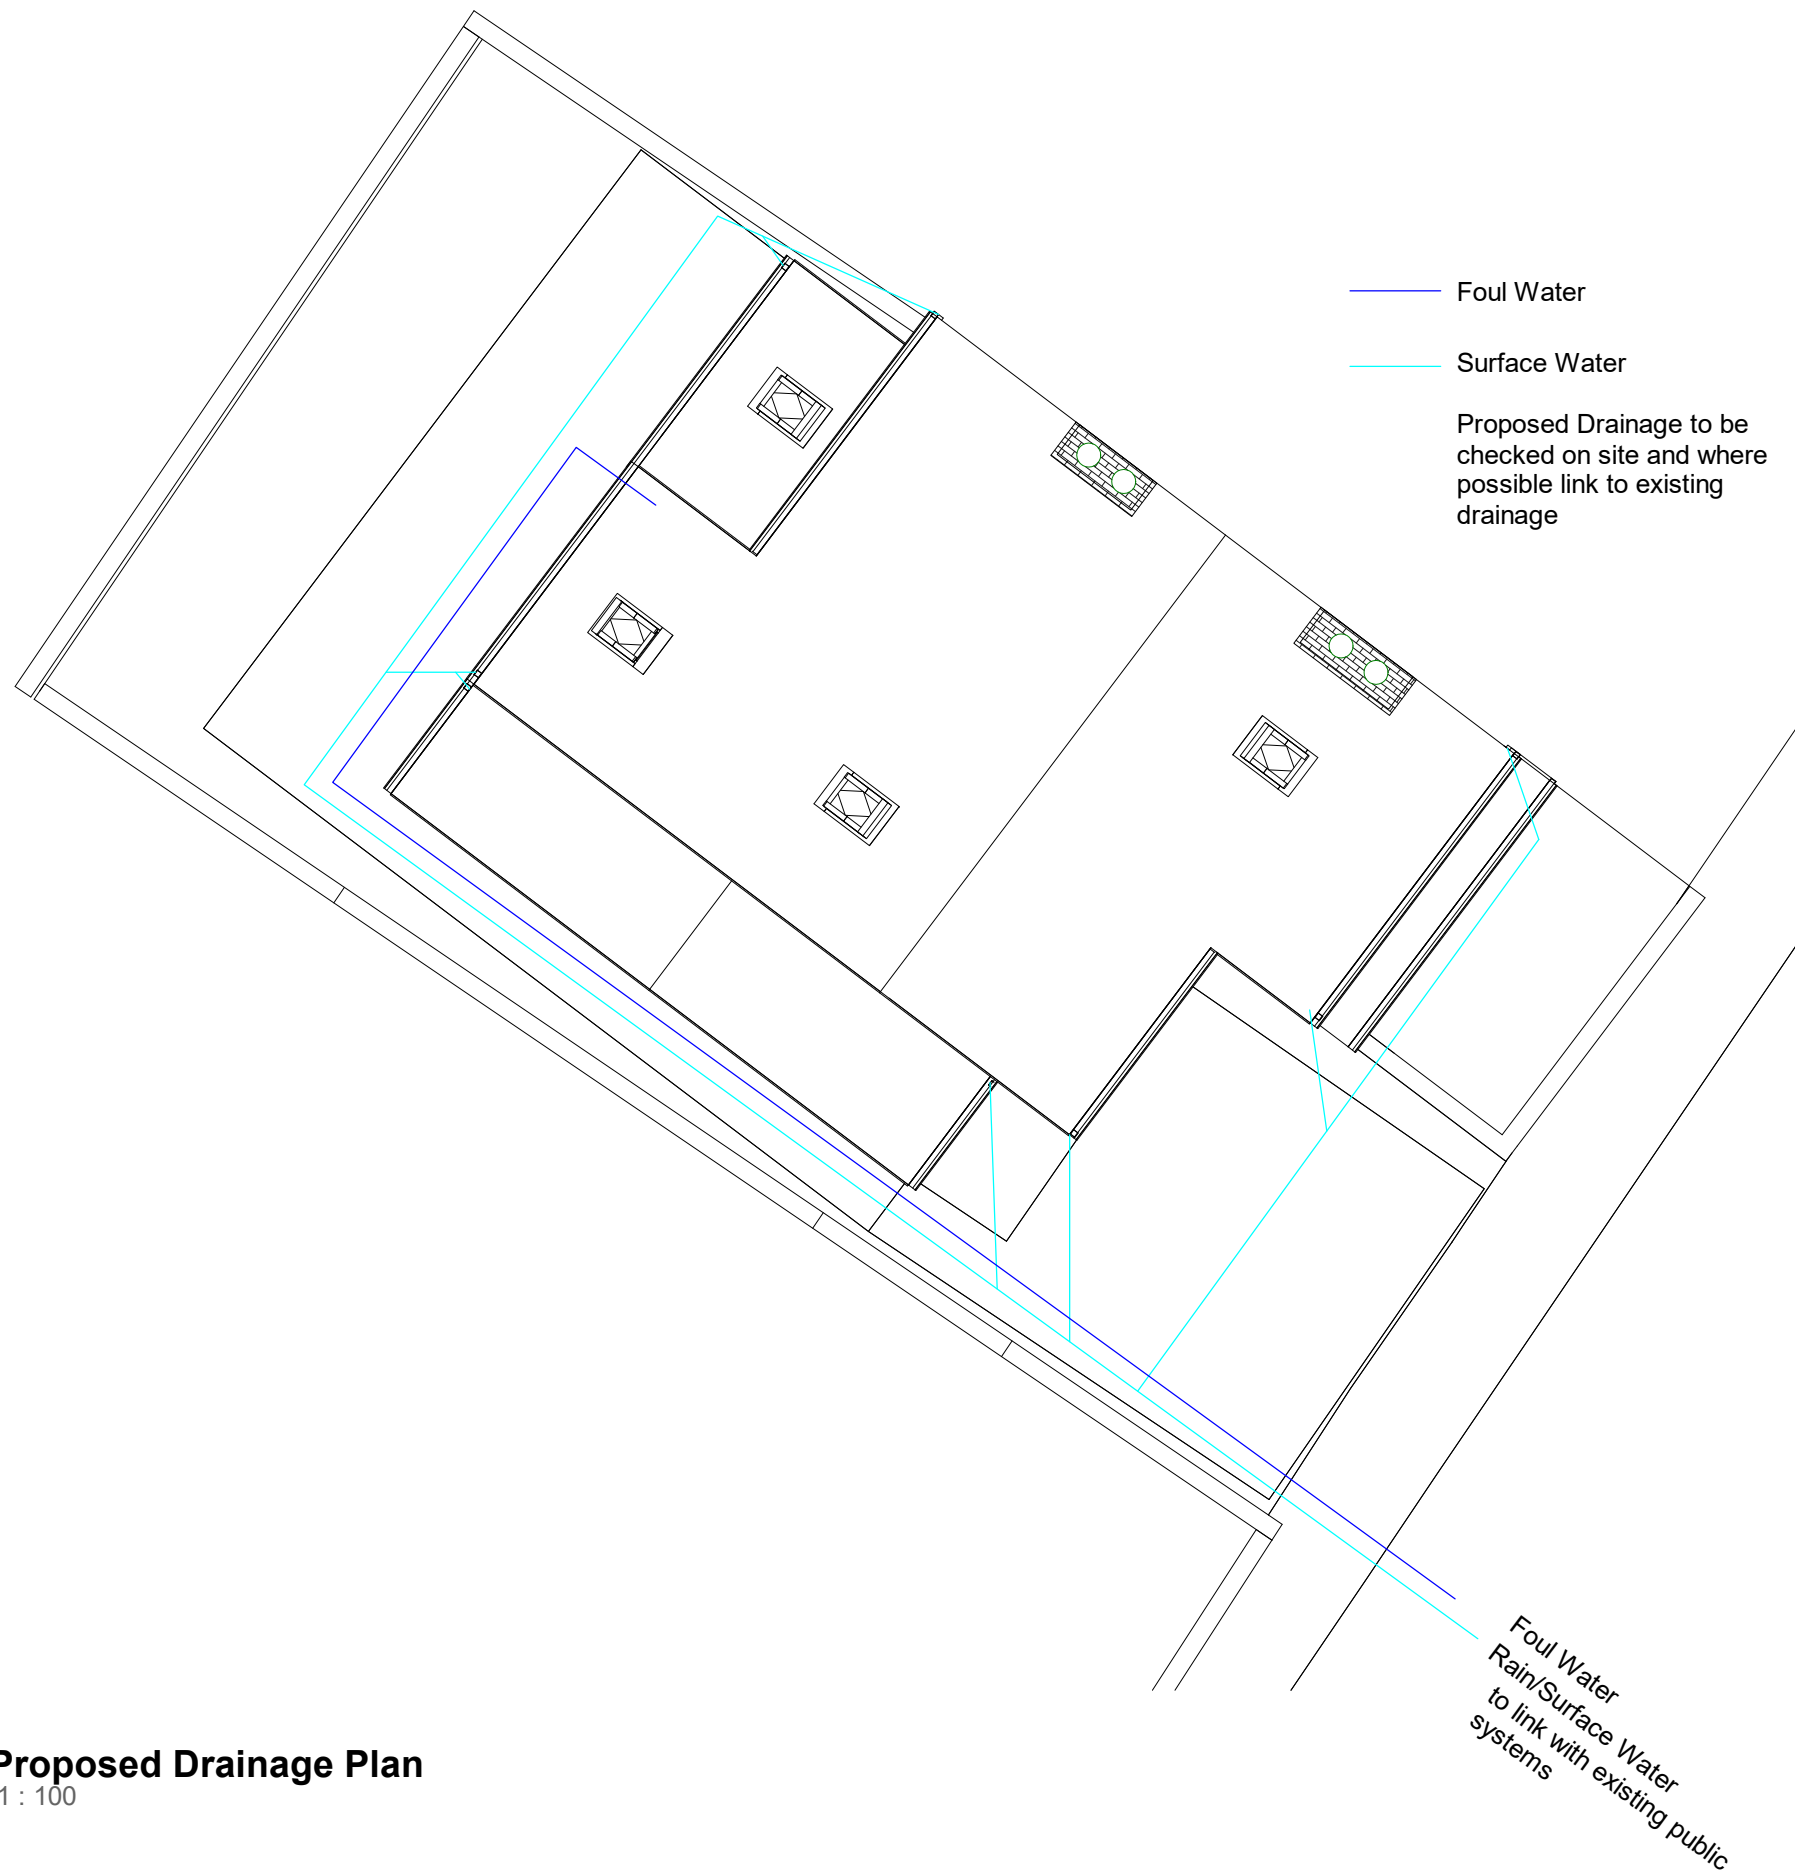 Foul Water
Surface Water
Proposed Drainage to be
checked on site and where
possible link to existing
drainage
Foul Water
Rain/Surface Water
to link with existing public
systems
Proposed Drainage Plan
1 : 100